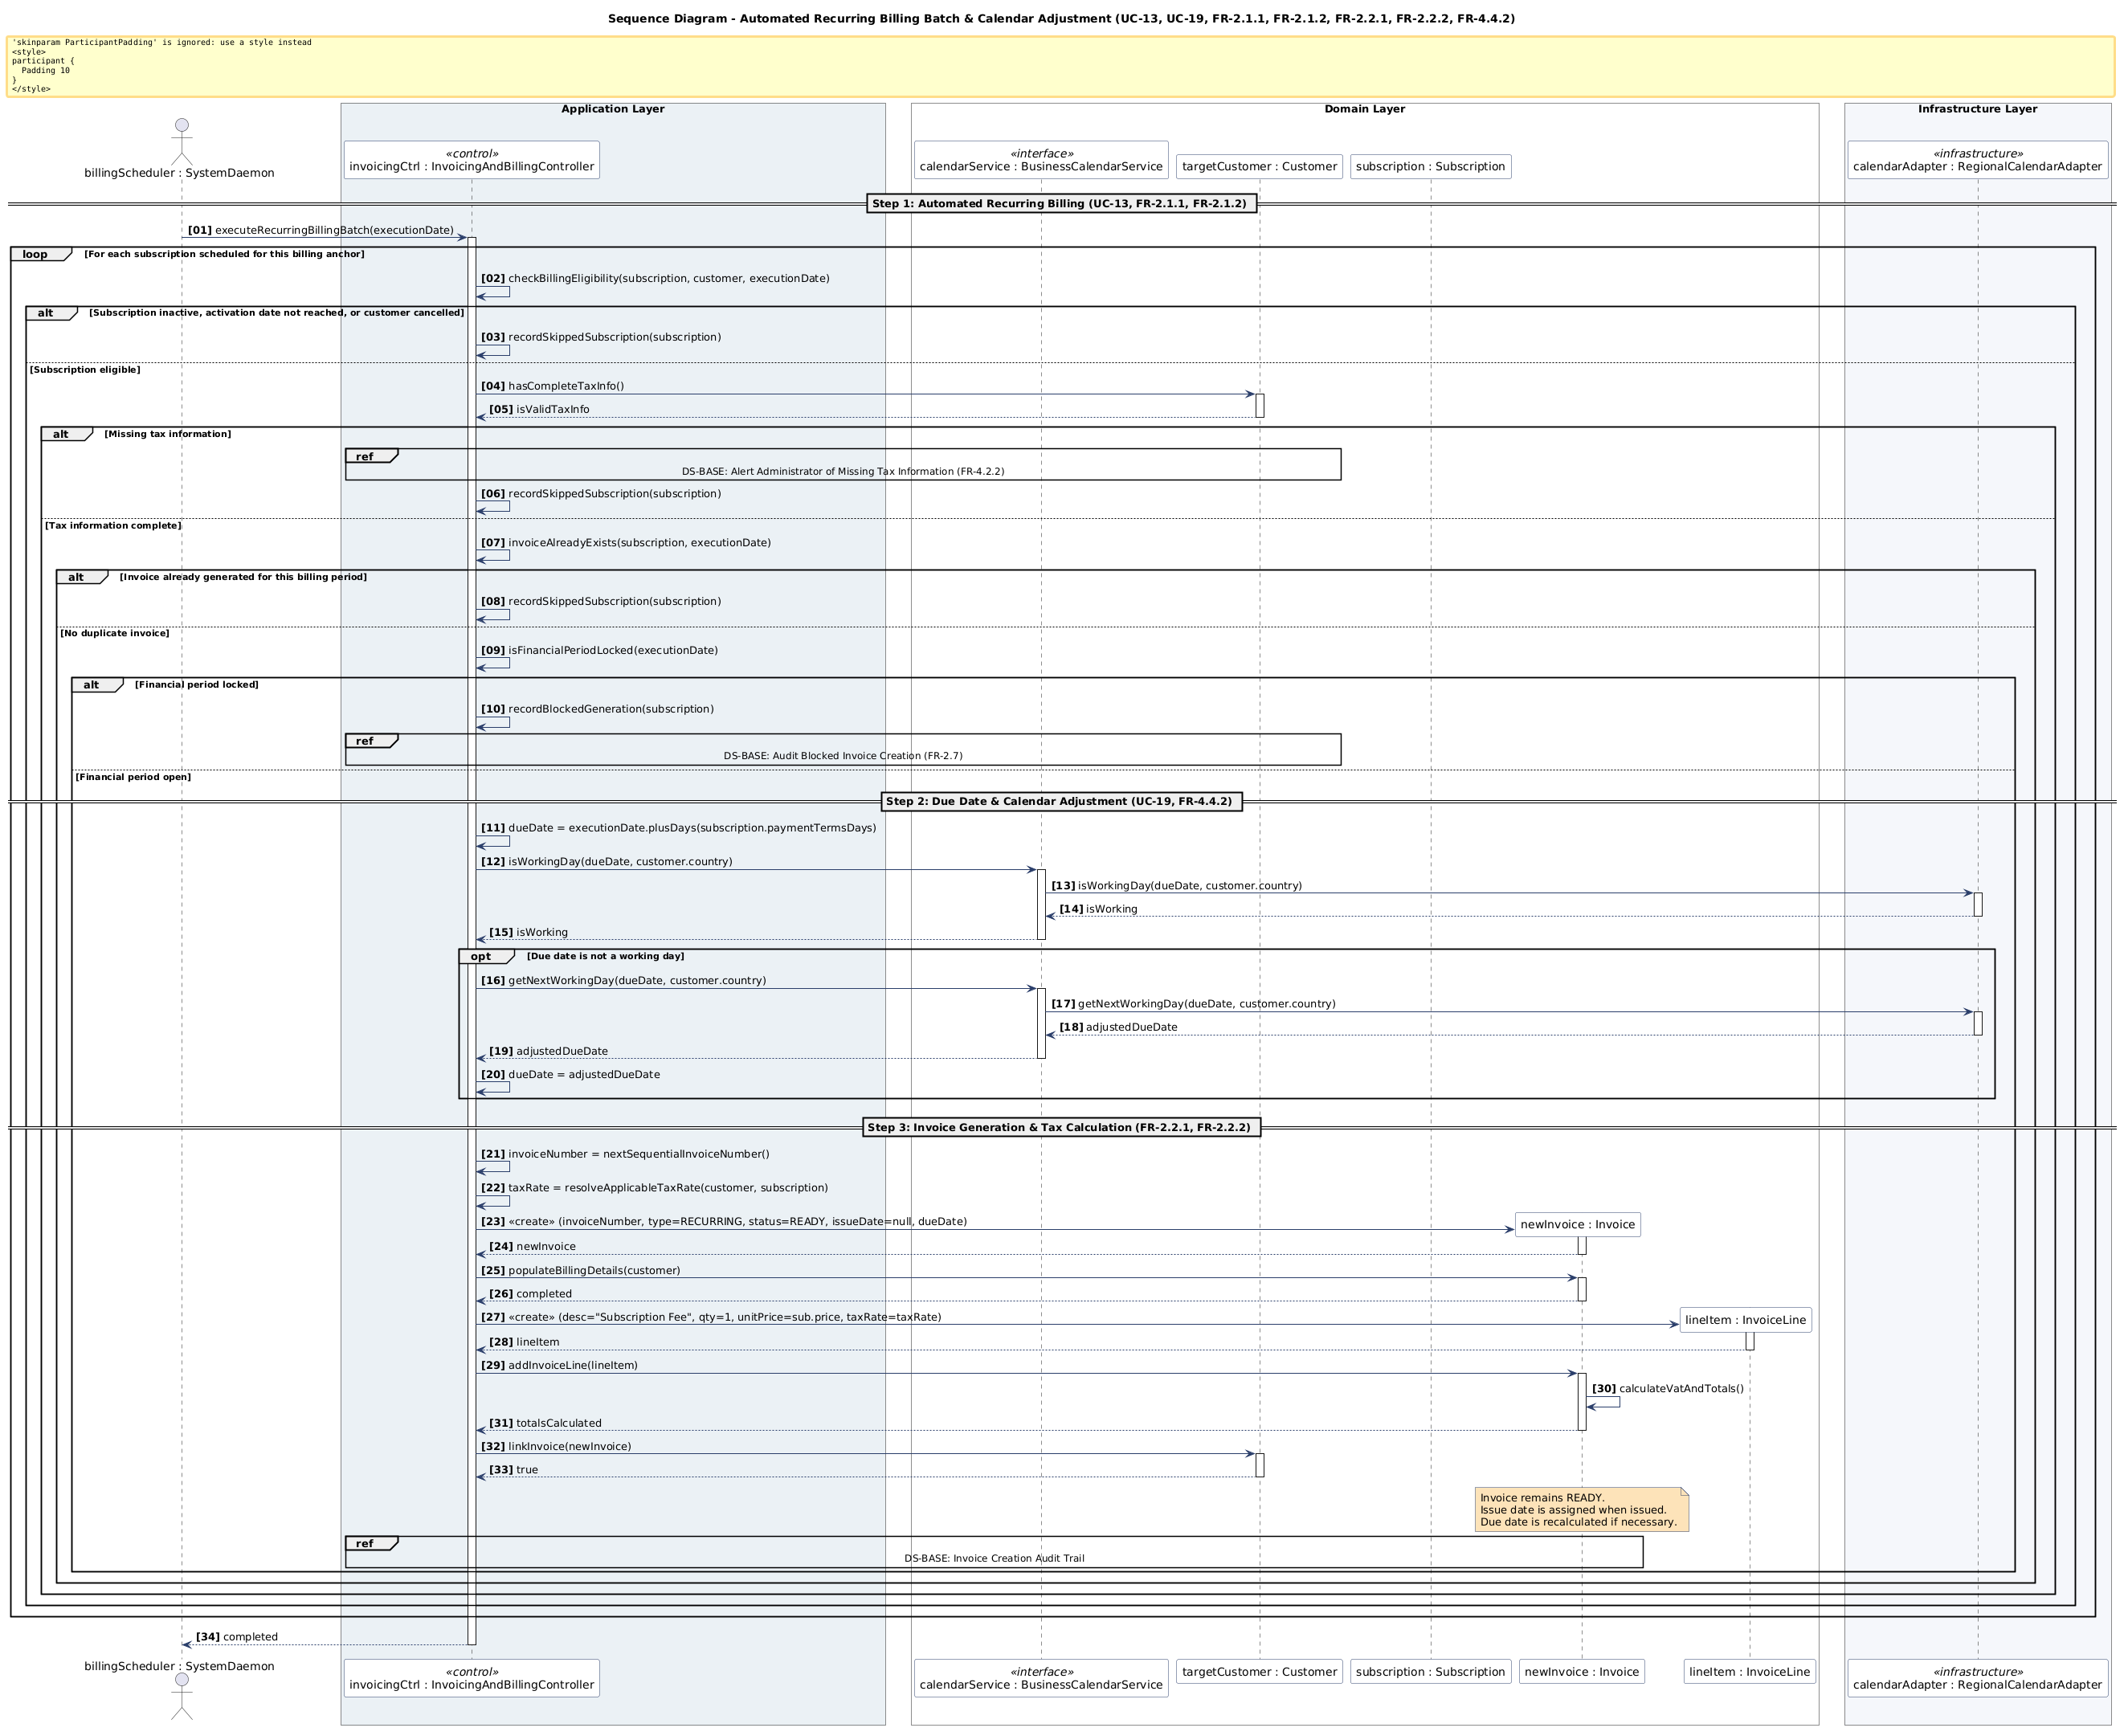 Sequence Diagram - Automated Recurring Billing Batch & Calendar Adjustment (UC-13, UC-19, FR-2.1.1, FR-2.1.2, FR-2.2.1, FR-2.2.2, FR-4.4.2)
'skinparam ParticipantPadding' is ignored: use a style instead
<style>
participant {
  Padding 10
}
</style>
Application Layer
Domain Layer
Infrastructure Layer
billingScheduler : SystemDaemon
«control»
invoicingCtrl : InvoicingAndBillingController
«interface»
calendarService : BusinessCalendarService
targetCustomer : Customer
subscription : Subscription
«infrastructure»
calendarAdapter : RegionalCalendarAdapter
Step 1: Automated Recurring Billing (UC-13, FR-2.1.1, FR-2.1.2)
[01] executeRecurringBillingBatch(executionDate)
loop [For each subscription scheduled for this billing anchor]
[02] checkBillingEligibility(subscription, customer, executionDate)
alt [Subscription inactive, activation date not reached, or customer cancelled]
[03] recordSkippedSubscription(subscription)
[Subscription eligible]
[04] hasCompleteTaxInfo()
[05] isValidTaxInfo
alt [Missing tax information]
ref
DS-BASE: Alert Administrator of Missing Tax Information (FR-4.2.2)
[06] recordSkippedSubscription(subscription)
[Tax information complete]
[07] invoiceAlreadyExists(subscription, executionDate)
alt [Invoice already generated for this billing period]
[08] recordSkippedSubscription(subscription)
[No duplicate invoice]
[09] isFinancialPeriodLocked(executionDate)
alt [Financial period locked]
[10] recordBlockedGeneration(subscription)
ref
DS-BASE: Audit Blocked Invoice Creation (FR-2.7)
[Financial period open]
Step 2: Due Date & Calendar Adjustment (UC-19, FR-4.4.2)
[11] dueDate = executionDate.plusDays(subscription.paymentTermsDays)
[12] isWorkingDay(dueDate, customer.country)
[13] isWorkingDay(dueDate, customer.country)
[14] isWorking
[15] isWorking
opt [Due date is not a working day]
[16] getNextWorkingDay(dueDate, customer.country)
[17] getNextWorkingDay(dueDate, customer.country)
[18] adjustedDueDate
[19] adjustedDueDate
[20] dueDate = adjustedDueDate
Step 3: Invoice Generation & Tax Calculation (FR-2.2.1, FR-2.2.2)
[21] invoiceNumber = nextSequentialInvoiceNumber()
[22] taxRate = resolveApplicableTaxRate(customer, subscription)
[23] «create» (invoiceNumber, type=RECURRING, status=READY, issueDate=null, dueDate)
newInvoice : Invoice
[24] newInvoice
[25] populateBillingDetails(customer)
[26] completed
[27] «create» (desc="Subscription Fee", qty=1, unitPrice=sub.price, taxRate=taxRate)
lineItem : InvoiceLine
[28] lineItem
[29] addInvoiceLine(lineItem)
[30] calculateVatAndTotals()
[31] totalsCalculated
[32] linkInvoice(newInvoice)
[33] true
Invoice remains READY.
Issue date is assigned when issued.
Due date is recalculated if necessary.
ref
DS-BASE: Invoice Creation Audit Trail
[34] completed
billingScheduler : SystemDaemon
«control»
invoicingCtrl : InvoicingAndBillingController
«interface»
calendarService : BusinessCalendarService
targetCustomer : Customer
subscription : Subscription
newInvoice : Invoice
lineItem : InvoiceLine
«infrastructure»
calendarAdapter : RegionalCalendarAdapter